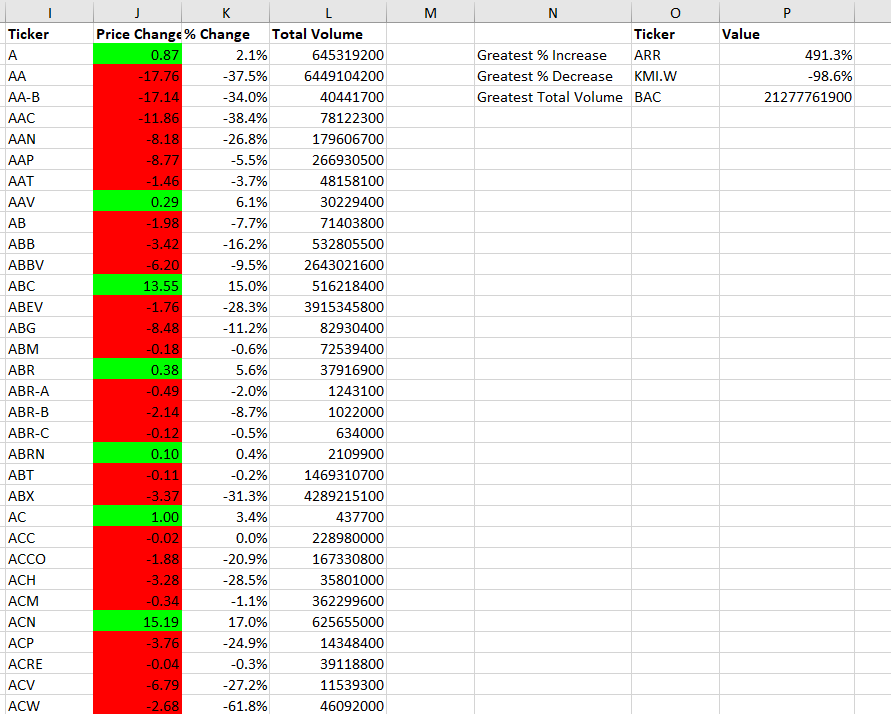 I J K L M N O P
Ticker Price Change % Change Total Volume Ticker Value
A 0.87 2.1% 645319200 Greatest % Increase ARR 491.3%
AA -17.76 -37.5% 6449104200 Greatest % Decrease KMI.W -98.6%
AA-B -17.14 -34.0% 40441700 Greatest Total Volume BAC 21277761900
AAC -11.86 -38.4% 78122300
AAN -8.18 -26.8% 179606700
AAP -8.77 -5.5% 266930500
AAT -1.46 -3.7% 48158100
AAV 0.29 6.1% 30229400
AB -1.98 -7.7% 71403800
ABB -3.42 -16.2% 532805500
ABBV -6.20 -9.5% 2643021600
ABC 13.55 15.0% 516218400
ABEV -1.76 -28.3% 3915345800
ABG -8.48 -11.2% 82930400
ABM -0.18 -0.6% 72539400
ABR 0.38 5.6% 37916900
ABR-A -0.49 -2.0% 1243100
ABR-B -2.14 -8.7% 1022000
ABR-C -0.12 -0.5% 634000
ABRN 0.10 0.4% 2109900
ABT -0.11 -0.2% 1469310700
ABX -3.37 -31.3% 4289215100
AC 1.00 3.4% 437700
ACC -0.02 0.0% 228980000
ACCO -1.88 -20.9% 167330800
ACH -3.28 -28.5% 35801000
ACM -0.34 -1.1% 362299600
ACN 15.19 17.0% 625655000
ACP -3.76 -24.9% 14348400
ACRE -0.04 -0.3% 39118800
ACV -6.79 -27.2% 11539300
ACW -2.68 -61.8% 46092000